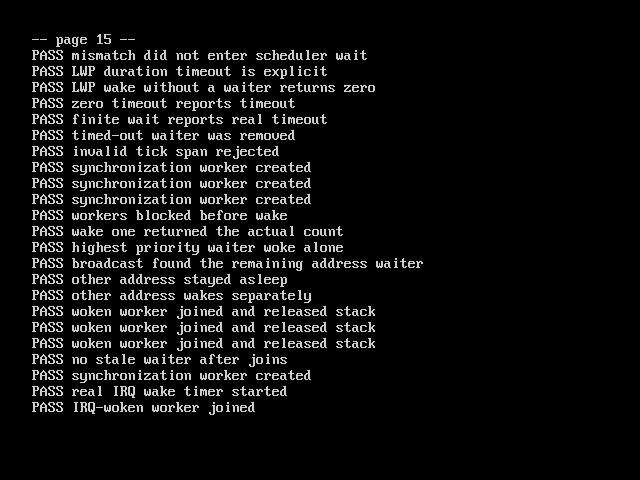 -- page 15 --
PASS mismatch did not enter scheduler wait
PASS LWP duration timeout is explicit
PASS LWP wake without a waiter returns zero
PASS zero timeout reports timeout
PASS finite wait reports real timeout
PASS timed-out waiter was removed
PASS invalid tick span rejected
PASS synchronization worker created
PASS synchronization worker created
PASS synchronization worker created
PASS workers blocked before wake
PASS wake one returned the actual count
PASS highest priority waiter woke alone
PASS broadcast found the remaining address waiter
PASS other address stayed asleep
PASS other address wakes separately
PASS woken worker joined and released stack
PASS woken worker joined and released stack
PASS woken worker joined and released stack
PASS no stale waiter after joins
PASS synchronization worker created
PASS real IRQ wake timer started
PASS IRQ-woken worker joined